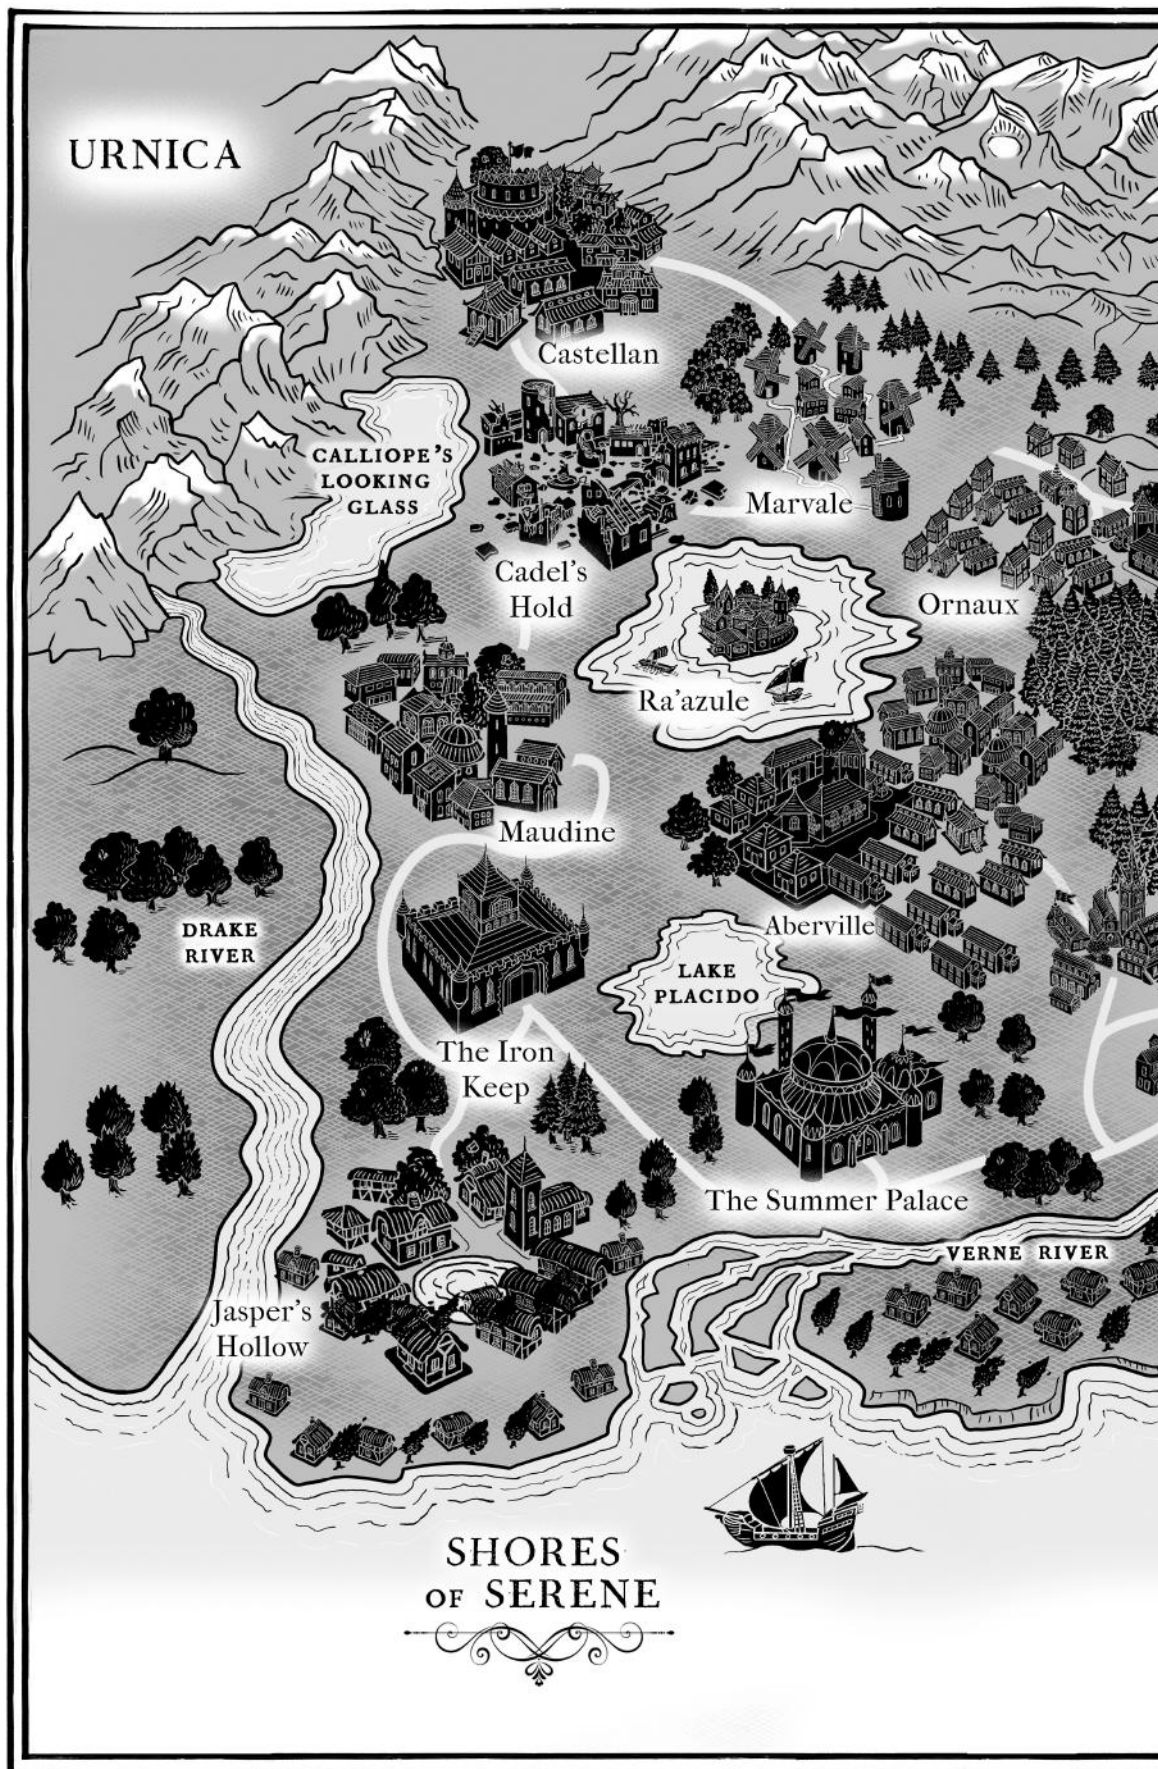 URNICA
Castellan
CALLIOPE'S
LOOKING
GLASS
Marvale
Cadel's
Hold
Ornaux
Ra'azule
Maudine
Aberville
DRAKE
RIVER
LAKE
PLACIDO
The Iron
Keep
The Summer Palace
VERNE RIVER
Jasper's
Hollow
SHORES
OF SERENE